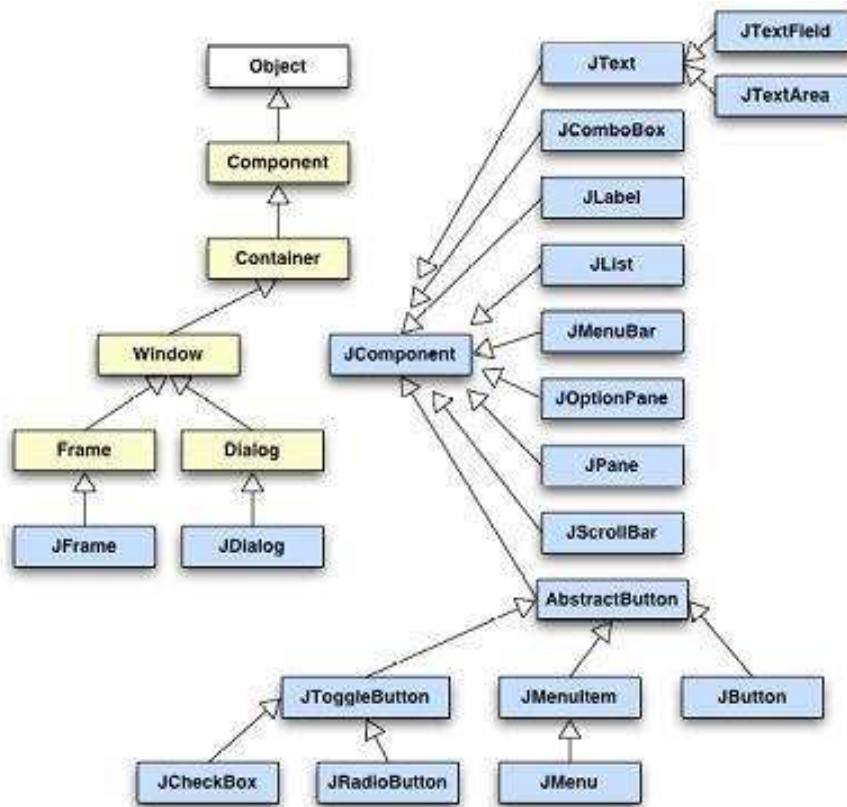 Object
Component
Container
Window
Frame
Dialog
JFrame
JDialog
JTextField
JText
JTextArea
JComboBox
JLabel
JList
JMenuBar
JComponent
JOptionPane
JPane
JScrollBar
AbstractButton
JToggleButton
JMenuItem
JButton
JCheckBox
JRadioButton
JMenu